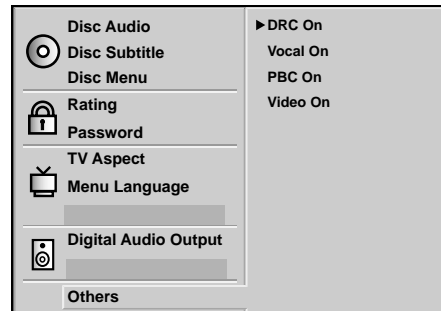 Disc Audio
Disc Subtitle
Disc Menu
Rating
Password
TV Aspect
Menu Language
Digital Audio Output
Others
DRC On
Vocal On
PBC On
Video On